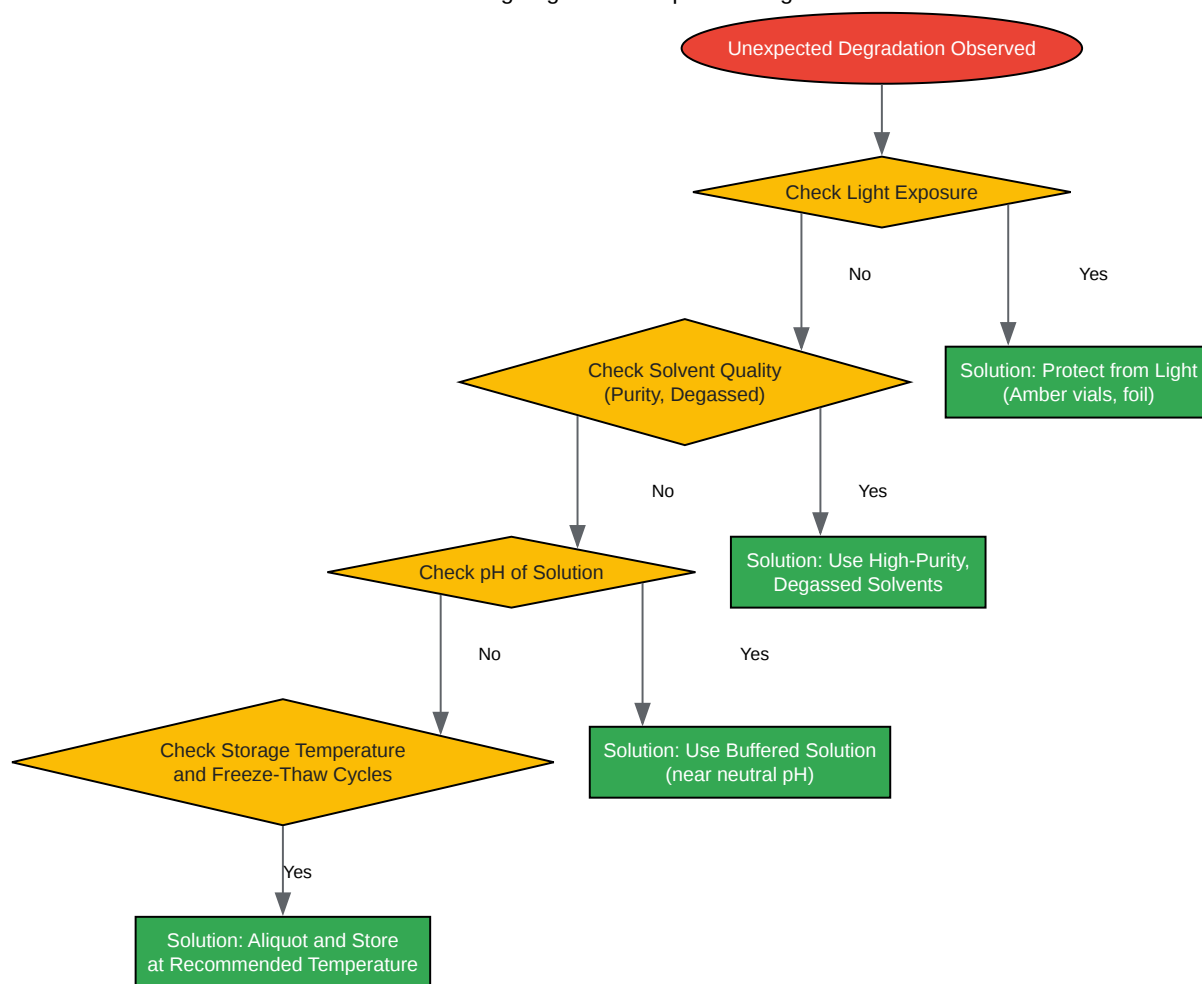 Unexpected Degradation Observed
Check Light Exposure
No
Yes
Check Solvent Quality
(Purity, Degassed)
Solution: Protect from Light
(Amber vials, foil)
No
Yes
Check pH of Solution
Solution: Use High-Purity,
Degassed Solvents
No
Yes
Check Storage Temperature
and Freeze-Thaw Cycles
Solution: Use Buffered Solution
(near neutral pH)
Yes
Solution: Aliquot and Store
at Recommended Temperature